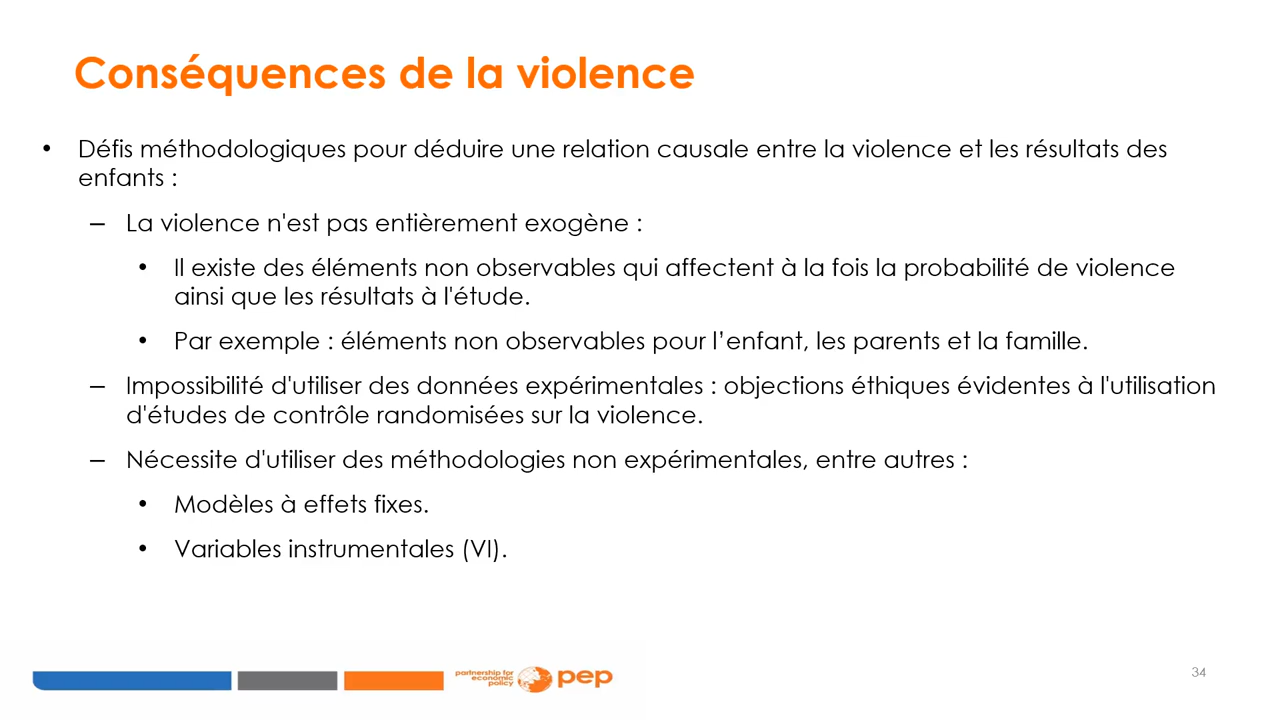 Conséquences de la violence
• Défis méthodologiques pour déduire une relation causale entre la violence et les résultats des
enfants :
– La violence n'est pas entièrement exogène :
• Il existe des éléments non observables qui affectent à la fois la probabilité de violence
ainsi que les résultats à l'étude.
• Par exemple : éléments non observables pour l’enfant, les parents et la famille.
– Impossibilité d'utiliser des données expérimentales : objections éthiques évidentes à l'utilisation
d'études de contrôle randomisées sur la violence.
– Nécessite d'utiliser des méthodologies non expérimentales, entre autres :
• Modèles à effets fixes.
• Variables instrumentales (VI).
partnership for
economic
policy
pep
34